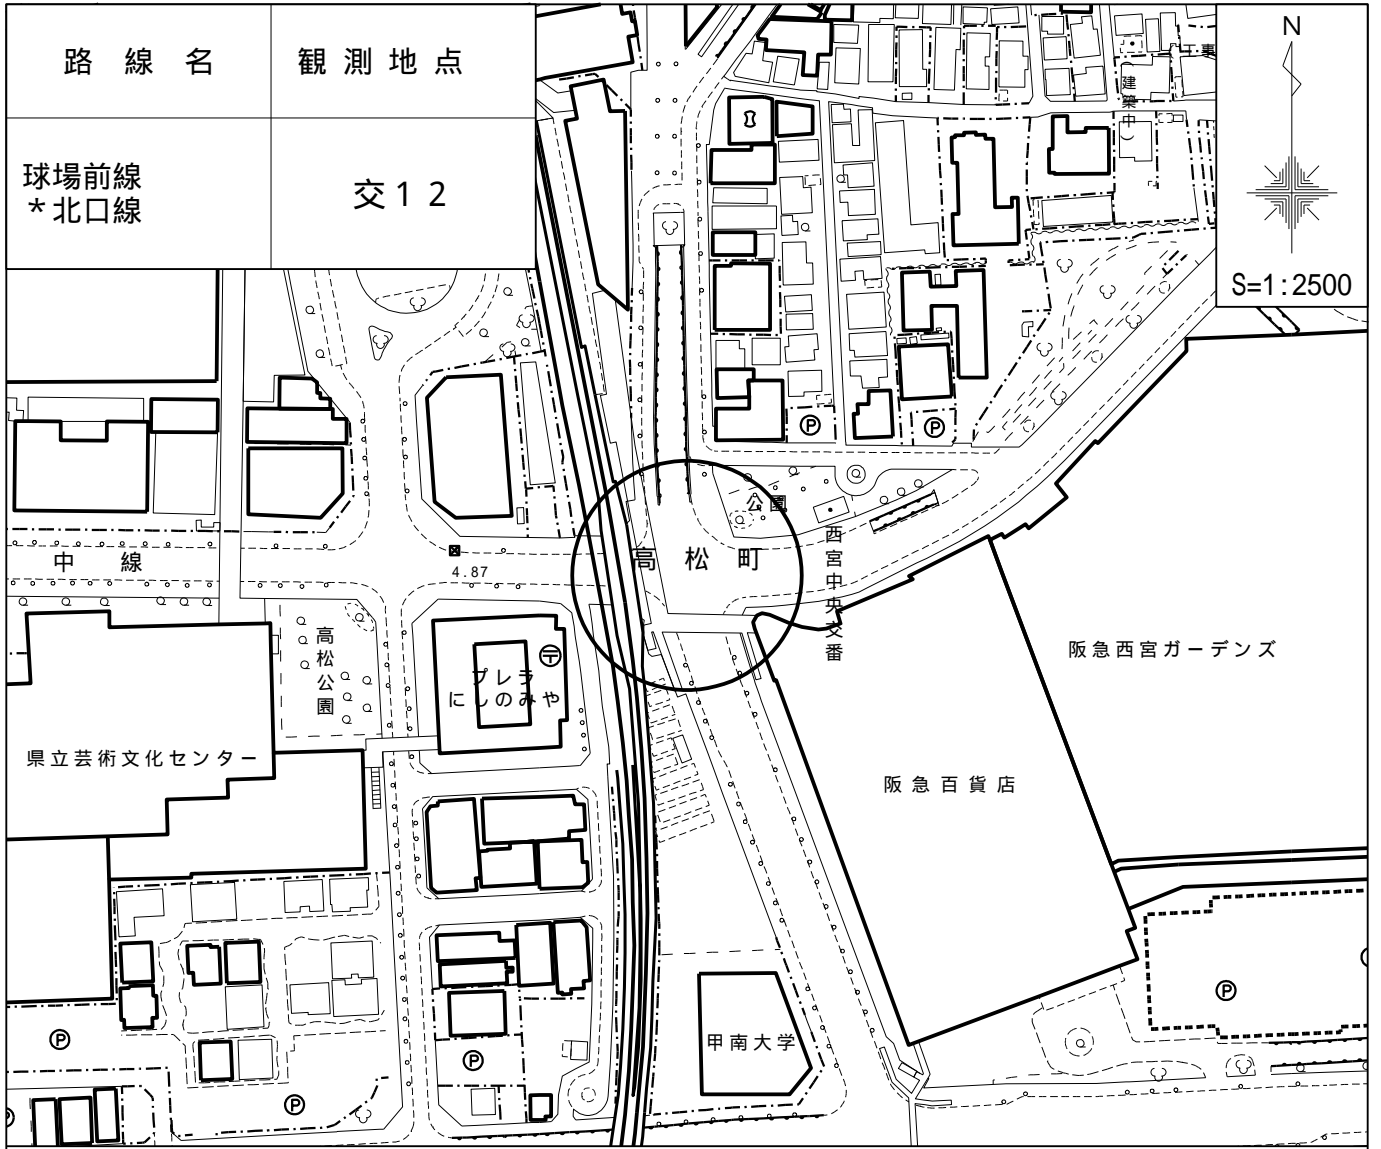 路線名
観測地点
球場前線
*北口線
交12
N
S=1:2500
建築中
工事
P
P
公園
高松町
西宮中央交番
中線
4.87
高松公園
プレラ
にしのみや
〒
阪急西宮ガーデンズ
県立芸術文化センター
阪急百貨店
甲南大学
P
P
P
P